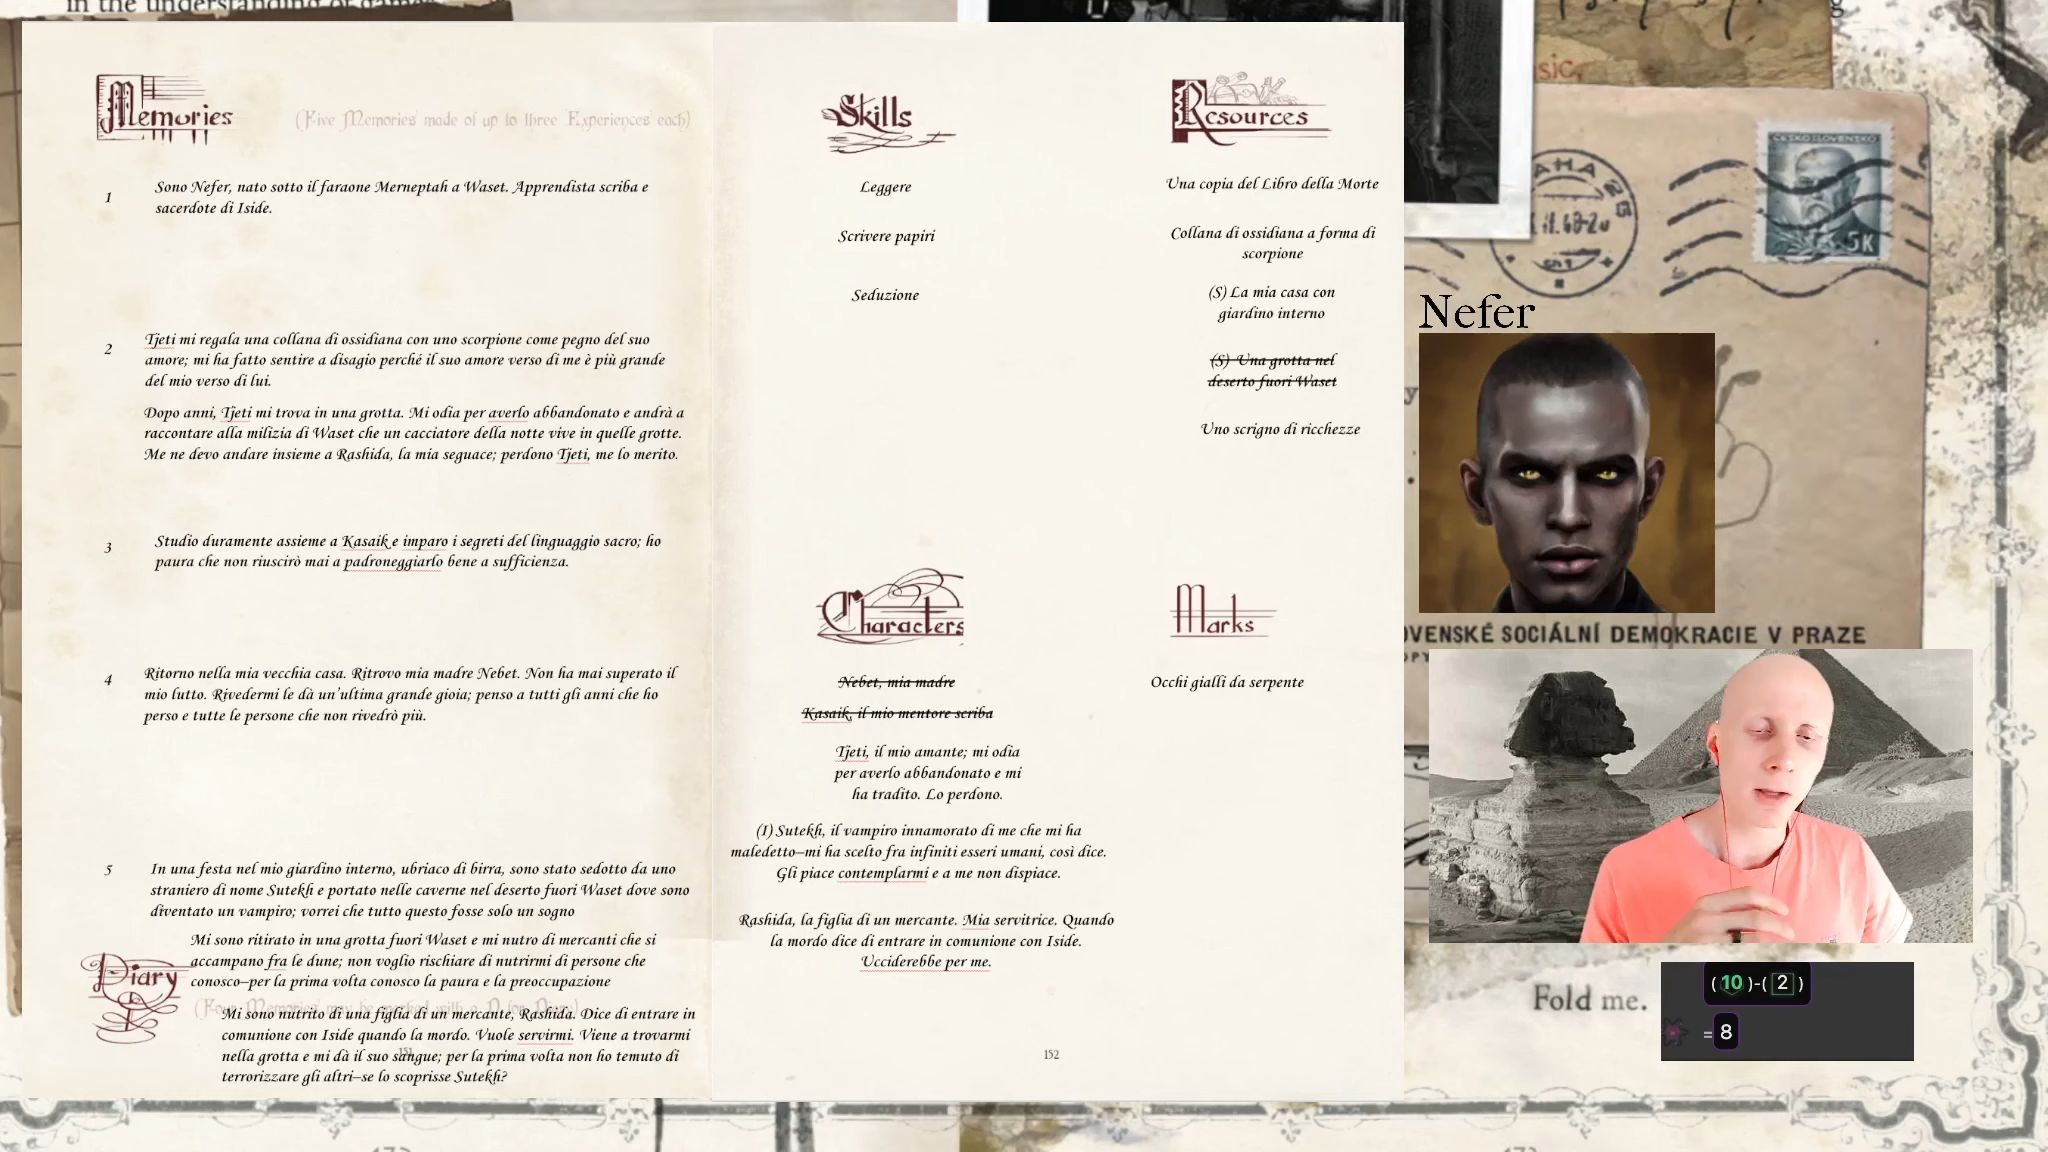 in the understanding of games
Memories
(Five Memories made of up to three Experiences each)
1
Sono Nefer, nato sotto il faraone Merneptah a Waset. Apprendista scriba e
sacerdote di Iside.
2
Tjeti mi regala una collana di ossidiana con uno scorpione come pegno del suo
amore; mi ha fatto sentire a disagio perché il suo amore verso di me è più grande
del mio verso di lui.
Dopo anni, Tjeti mi trova in una grotta. Mi odia per averlo abbandonato e andrà a
raccontare alla milizia di Waset che un cacciatore della notte vive in quelle grotte.
Me ne devo andare insieme a Rashida, la mia seguace; perdono Tjeti, me lo merito.
3
Studio duramente assieme a Kasaik e imparo i segreti del linguaggio sacro; ho
paura che non riuscirò mai a padroneggiarlo bene a sufficienza.
4
Ritorno nella mia vecchia casa. Ritrovo mia madre Nebet. Non ha mai superato il
mio lutto. Rivedermi le dà un'ultima grande gioia; penso a tutti gli anni che ho
perso e tutte le persone che non rivedrò più.
5
In una festa nel mio giardino interno, ubriaco di birra, sono stato sedotto da uno
straniero di nome Sutekh e portato nelle caverne nel deserto fuori Waset dove sono
diventato un vampiro; vorrei che tutto questo fosse solo un sogno
Mi sono ritirato in una grotta fuori Waset e mi nutro di mercanti che si
accampano fra le dune; non voglio rischiare di nutrirmi di persone che
conosco–per la prima volta conosco la paura e la preoccupazione
Diary
(Four Memories may be marked with a D for Diary)
Mi sono nutrito di una figlia di un mercante, Rashida. Dice di entrare in
comunione con Iside quando la mordo. Vuole servirmi. Viene a trovarmi
nella grotta e mi dà il suo sangue; per la prima volta non ho temuto di
terrorizzare gli altri–se lo scoprisse Sutekh?
151
Skills
Leggere
Scrivere papiri
Seduzione
Resources
Una copia del Libro della Morte
Collana di ossidiana a forma di
scorpione
(S) La mia casa con
giardino interno
(S) Una grotta nel
deserto fuori Waset
Uno scrigno di ricchezze
Characters
Nebet, mia madre
Kasaik, il mio mentore scriba
Tjeti, il mio amante; mi odia
per averlo abbandonato e mi
ha tradito. Lo perdono.
(I) Sutekh, il vampiro innamorato di me che mi ha
maledetto–mi ha scelto fra infiniti esseri umani, così dice.
Gli piace contemplarmi e a me non dispiace.
Rashida, la figlia di un mercante. Mia servitrice. Quando
la mordo dice di entrare in comunione con Iside.
Ucciderebbe per me.
Marks
Occhi gialli da serpente
152
sic,
ČESKOSLOVENSKO
5K
Nefer
OVENSKÉ SOCIÁLNÍ DEMOKRACIE V PRAZE
Fold me.
(10)-(2)
=8